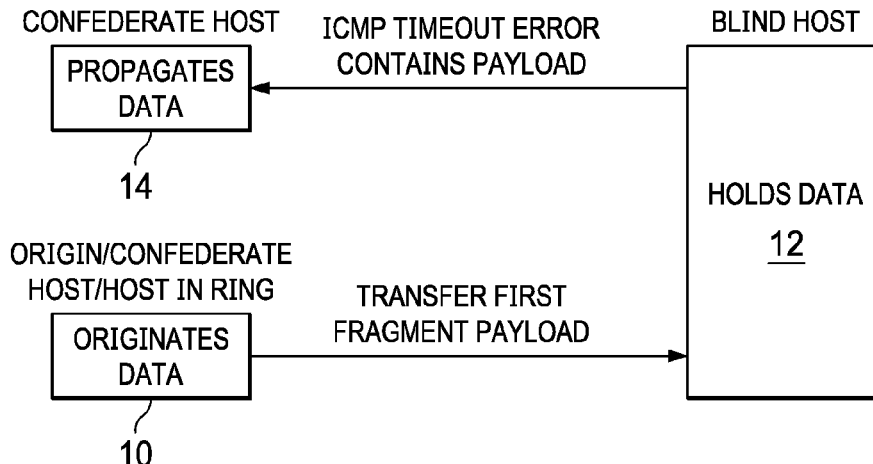 CONFEDERATE HOST
PROPAGATES
DATA
14
ICMP TIMEOUT ERROR
CONTAINS PAYLOAD
BLIND HOST
HOLDS DATA
12
ORIGIN/CONFEDERATE
HOST/HOST IN RING
ORIGINATES
DATA
10
TRANSFER FIRST
FRAGMENT PAYLOAD